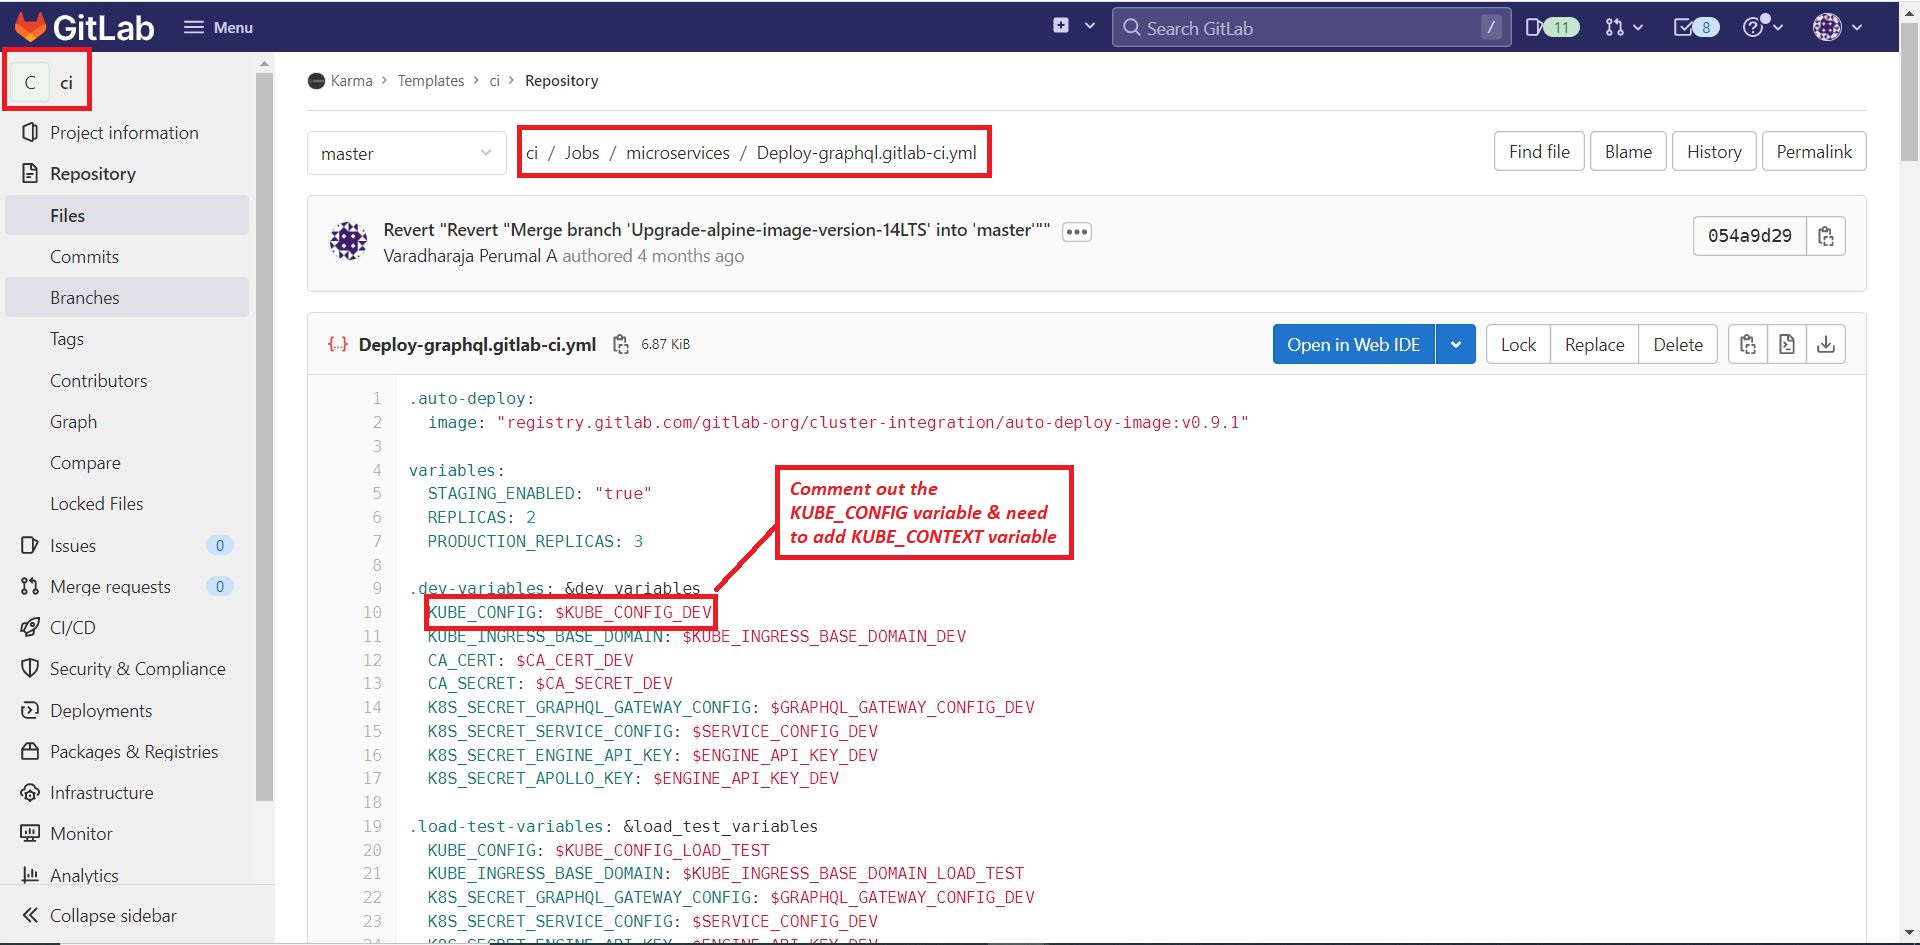 GitLab
Menu
Search GitLab
/
11
8
C ci
Project information
Repository
Files
Commits
Branches
Tags
Contributors
Graph
Compare
Locked Files
Issues 0
Merge requests 0
CI/CD
Security & Compliance
Deployments
Packages & Registries
Infrastructure
Monitor
Analytics
Collapse sidebar
Karma > Templates > ci > Repository
master
ci / Jobs / microservices / Deploy-graphql.gitlab-ci.yml
Find file
Blame
History
Permalink
Revert "Revert "Merge branch 'Upgrade-alpine-image-version-14LTS' into 'master'""
Varadharaja Perumal A authored 4 months ago
054a9d29
Deploy-graphql.gitlab-ci.yml 6.87 KiB
Open in Web IDE
Lock
Replace
Delete
1 .auto-deploy:
2 image: "registry.gitlab.com/gitlab-org/cluster-integration/auto-deploy-image:v0.9.1"
3
4 variables:
5 STAGING_ENABLED: "true"
6 REPLICAS: 2
7 PRODUCTION_REPLICAS: 3
8
Comment out the
KUBE_CONFIG variable & need
to add KUBE_CONTEXT variable
9 .dev-variables: &dev_variables
10 KUBE_CONFIG: $KUBE_CONFIG_DEV
11 KUBE_INGRESS_BASE_DOMAIN: $KUBE_INGRESS_BASE_DOMAIN_DEV
12 CA_CERT: $CA_CERT_DEV
13 CA_SECRET: $CA_SECRET_DEV
14 K8S_SECRET_GRAPHQL_GATEWAY_CONFIG: $GRAPHQL_GATEWAY_CONFIG_DEV
15 K8S_SECRET_SERVICE_CONFIG: $SERVICE_CONFIG_DEV
16 K8S_SECRET_ENGINE_API_KEY: $ENGINE_API_KEY_DEV
17 K8S_SECRET_APOLLO_KEY: $ENGINE_API_KEY_DEV
18
19 .load-test-variables: &load_test_variables
20 KUBE_CONFIG: $KUBE_CONFIG_LOAD_TEST
21 KUBE_INGRESS_BASE_DOMAIN: $KUBE_INGRESS_BASE_DOMAIN_LOAD_TEST
22 K8S_SECRET_GRAPHQL_GATEWAY_CONFIG: $GRAPHQL_GATEWAY_CONFIG_DEV
23 K8S_SECRET_SERVICE_CONFIG: $SERVICE_CONFIG_DEV